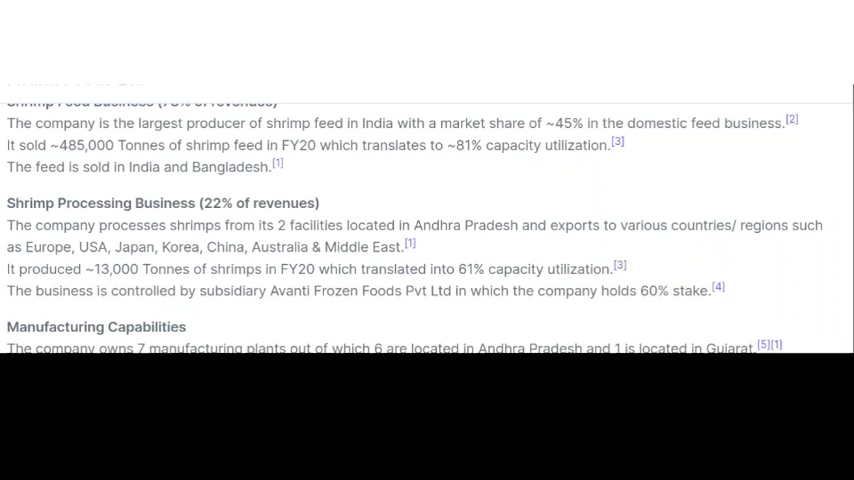 Shrimp Feed Business (78% of revenues)
The company is the largest producer of shrimp feed in India with a market share of ~45% in the domestic feed business.[2]
It sold ~485,000 Tonnes of shrimp feed in FY20 which translates to ~81% capacity utilization.[3]
The feed is sold in India and Bangladesh.[1]
Shrimp Processing Business (22% of revenues)
The company processes shrimps from its 2 facilities located in Andhra Pradesh and exports to various countries/ regions such
as Europe, USA, Japan, Korea, China, Australia & Middle East.[1]
It produced ~13,000 Tonnes of shrimps in FY20 which translated into 61% capacity utilization.[3]
The business is controlled by subsidiary Avanti Frozen Foods Pvt Ltd in which the company holds 60% stake.[4]
Manufacturing Capabilities
The company owns 7 manufacturing plants out of which 6 are located in Andhra Pradesh and 1 is located in Gujarat.[5][1]